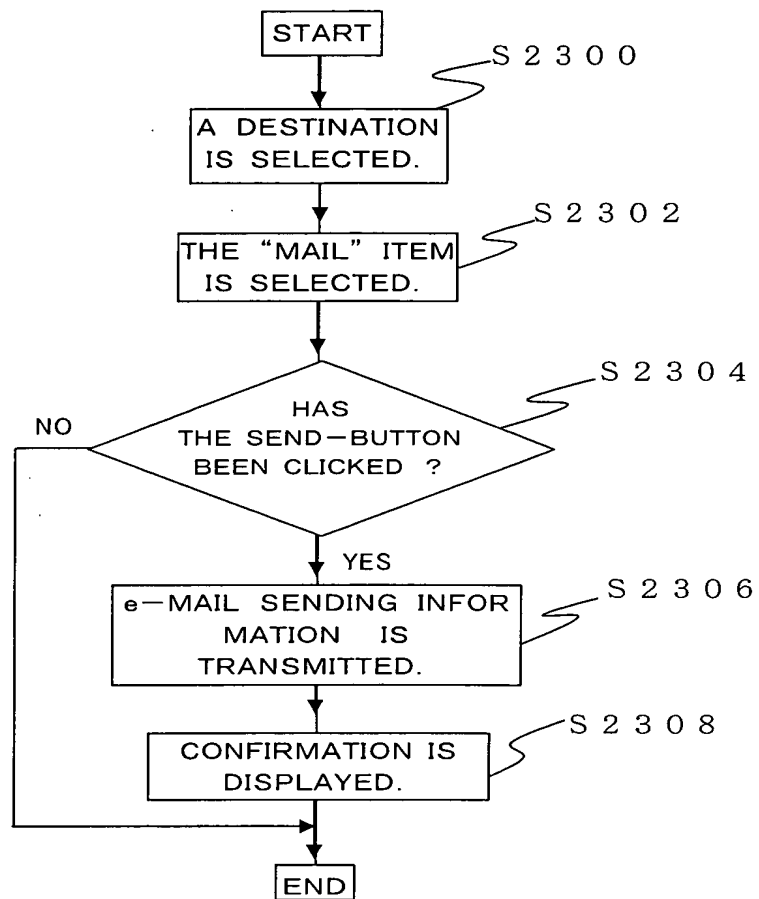 START
S2300
A DESTINATION
IS SELECTED.
S2302
THE “MAIL” ITEM
IS SELECTED.
S2304
HAS
THE SEND-BUTTON
BEEN CLICKED ?
NO
YES
S2306
e-MAIL SENDING INFOR
MATION IS
TRANSMITTED.
S2308
CONFIRMATION IS
DISPLAYED.
END